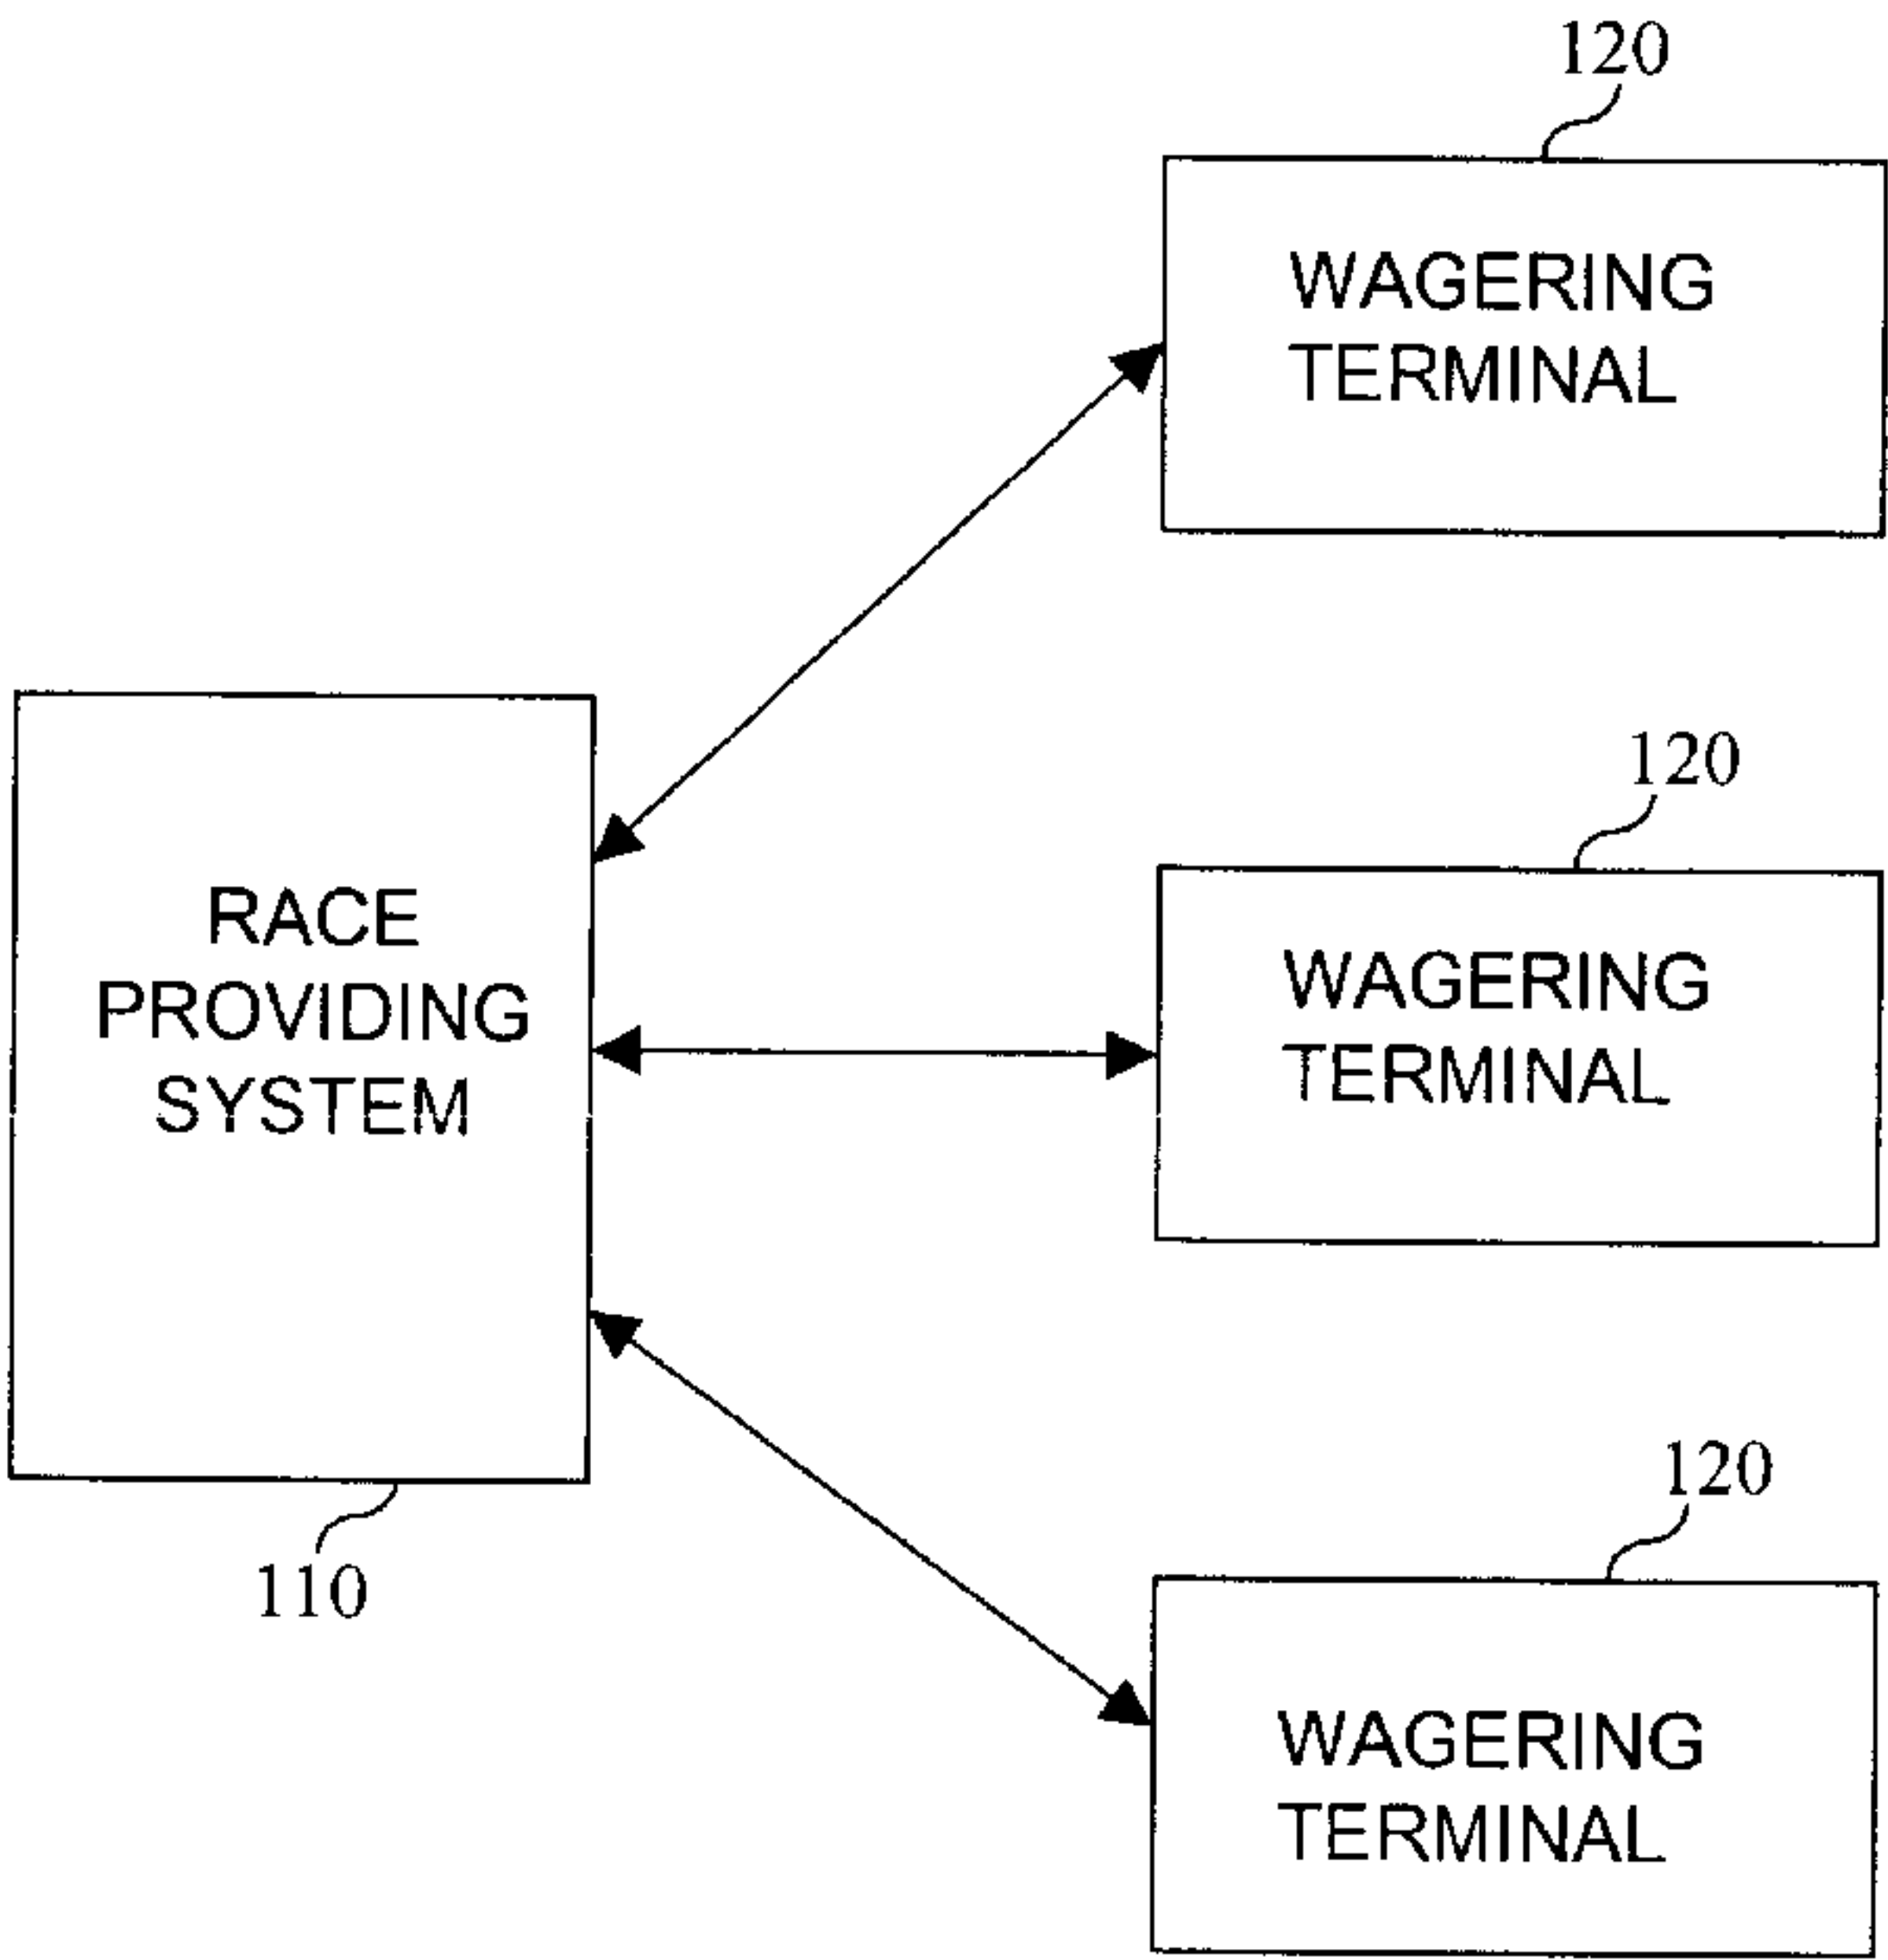 120
WAGERING
TERMINAL
120
RACE
PROVIDING
SYSTEM
WAGERING
TERMINAL
120
110
WAGERING
TERMINAL